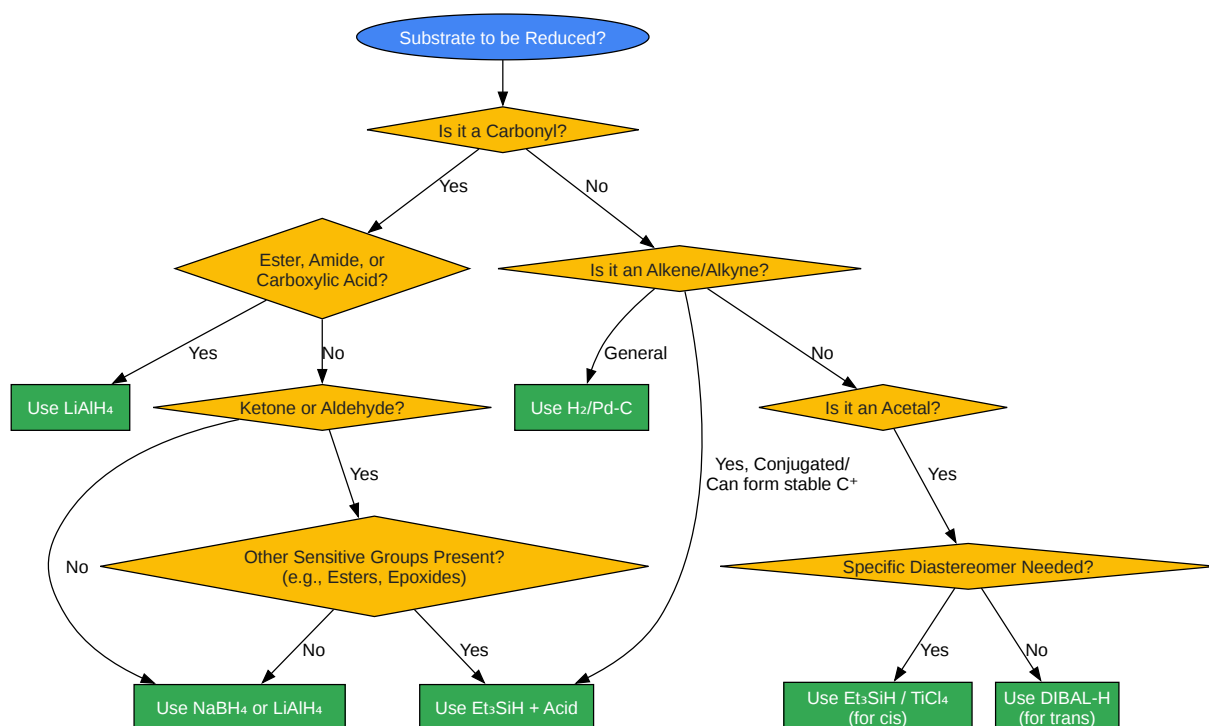 Substrate to be Reduced?
Is it a Carbonyl?
Yes
No
Ester, Amide, or
Carboxylic Acid?
Is it an Alkene/Alkyne?
Yes
No
General
No
Use LiAlH₄
Ketone or Aldehyde?
Use H₂/Pd-C
Is it an Acetal?
Yes
Yes, Conjugated/
Can form stable C⁺
Yes
No
Other Sensitive Groups Present?
(e.g., Esters, Epoxides)
Specific Diastereomer Needed?
No
Yes
Yes
No
Use NaBH₄ or LiAlH₄
Use Et₃SiH + Acid
Use Et₃SiH / TiCl₄
(for cis)
Use DIBAL-H
(for trans)